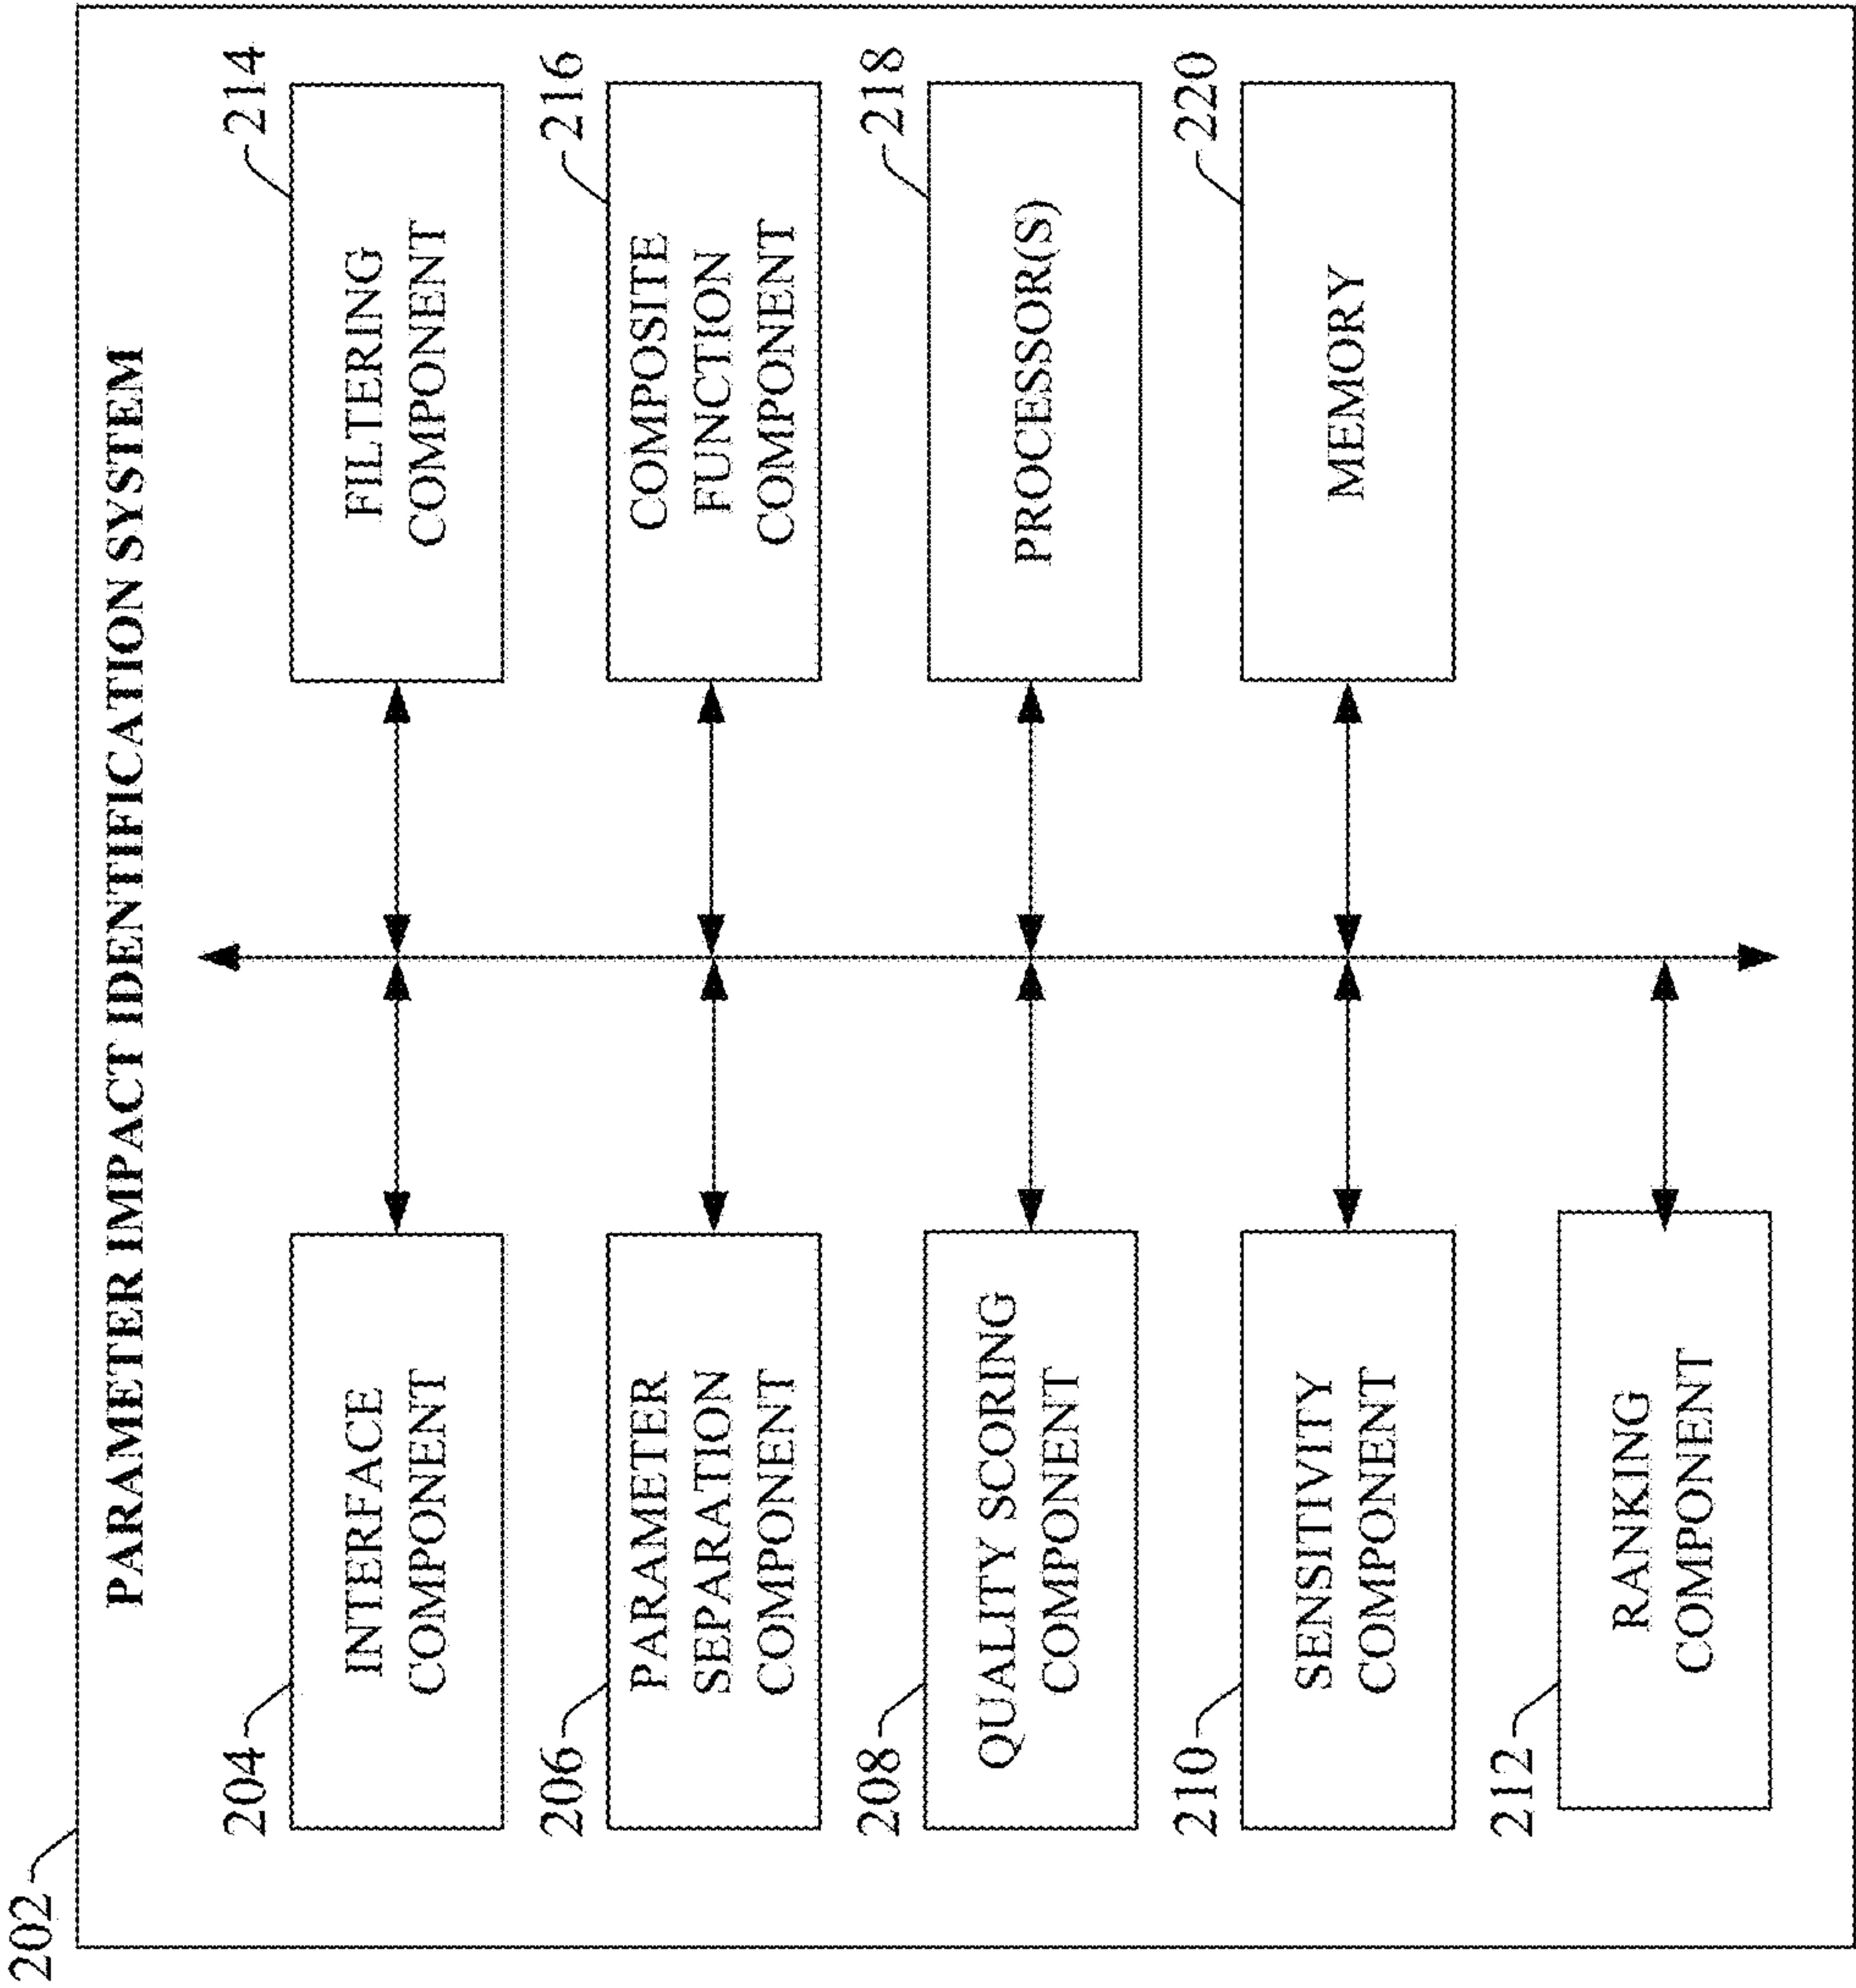 202
PARAMETER IMPACT IDENTIFICATION SYSTEM
204
INTERFACE
COMPONENT
206
PARAMETER
SEPARATION
COMPONENT
208
QUALITY SCORING
COMPONENT
210
SENSITIVITY
COMPONENT
212
RANKING
COMPONENT
214
FILTERING
COMPONENT
216
COMPOSITE
FUNCTION
COMPONENT
218
PROCESSOR(S)
220
MEMORY